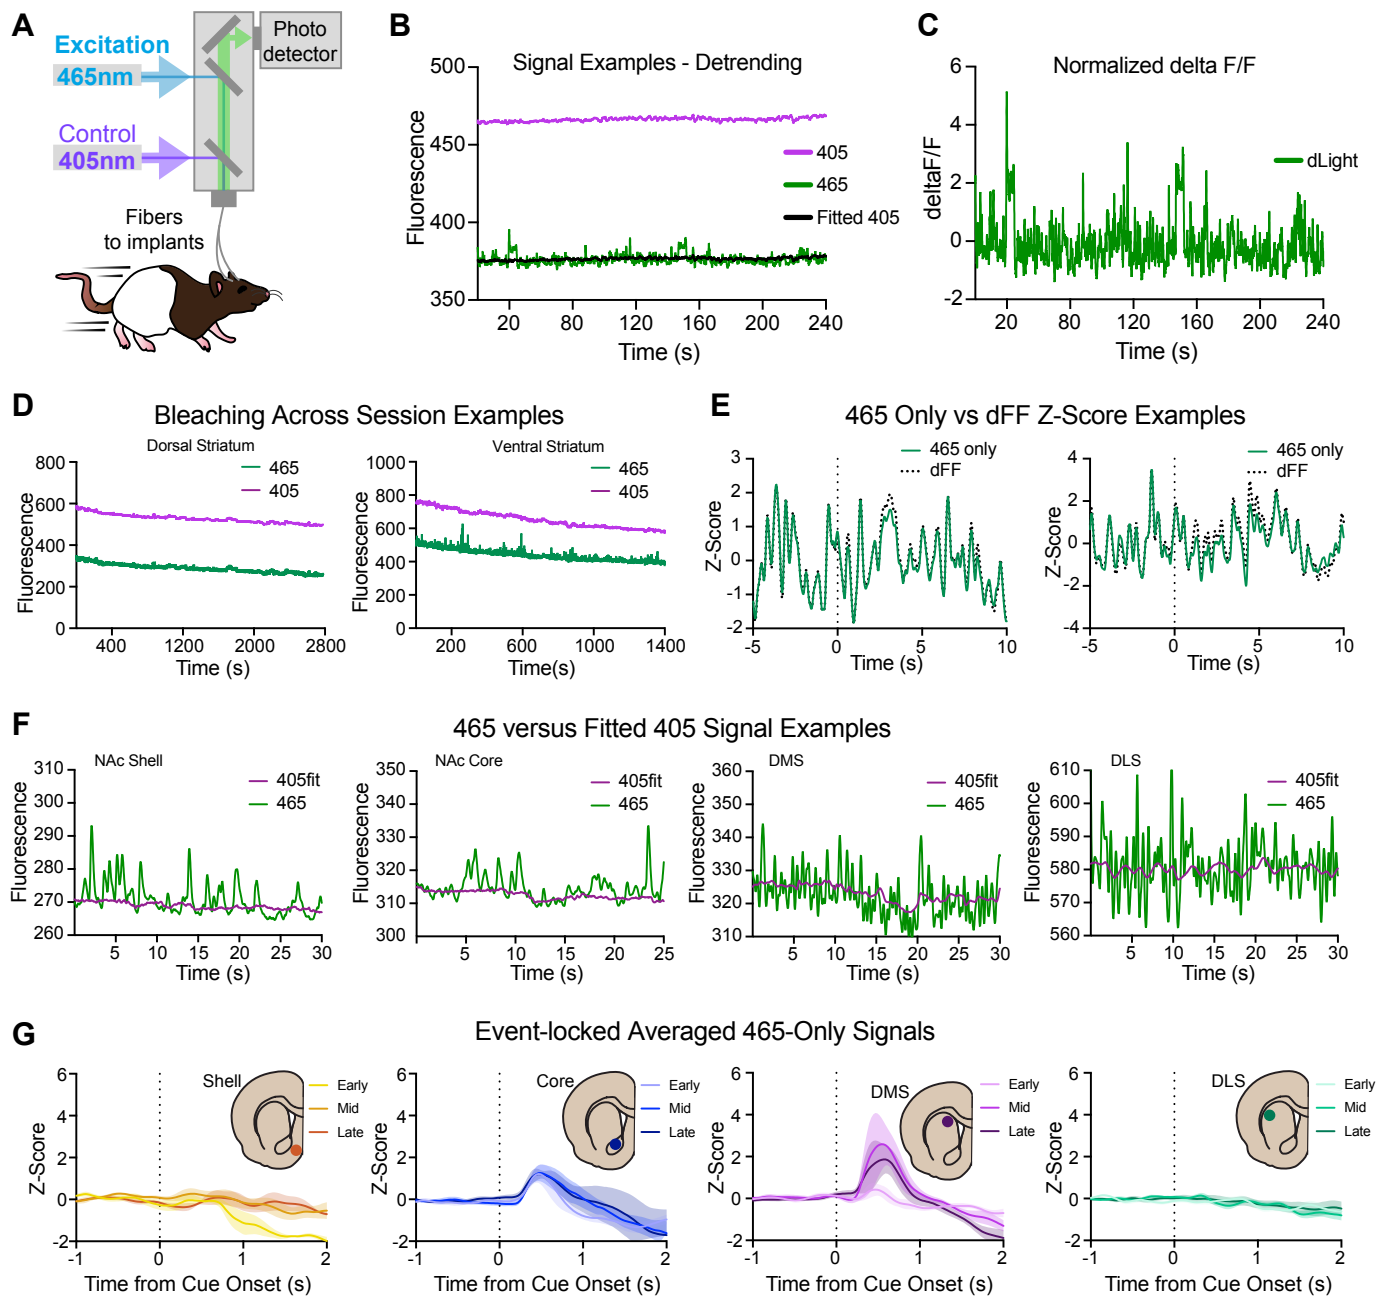 A
Excitation
465nm
Control
405nm
Photo
detector
Fibers
to implants
B
Signal Examples - Detrending
Fluorescence
500
450
400
350
405
465
Fitted 405
20
80
120
160
200
240
Time (s)
C
Normalized delta F/F
deltaF/F
6
4
2
0
-2
dLight
20
80
120
160
200
240
Time (s)
D
Bleaching Across Session Examples
Dorsal Striatum
Fluorescence
800
600
400
200
0
465
405
400
1200
2000
2800
Time (s)
Ventral Striatum
Fluorescence
1000
800
600
400
200
0
465
405
200
600
1000
1400
Time(s)
E
465 Only vs dFF Z-Score Examples
Z-Score
3
2
1
0
-1
-2
465 only
dFF
-5
0
5
10
Time (s)
Z-Score
4
2
0
-2
-4
465 only
dFF
-5
0
5
10
Time (s)
F
465 versus Fitted 405 Signal Examples
NAc Shell
Fluorescence
310
300
290
280
270
260
405fit
465
5
10
15
20
25
30
Time (s)
NAc Core
Fluorescence
350
340
330
320
310
300
405fit
465
5
10
15
20
25
Time (s)
DMS
Fluorescence
360
350
340
330
320
310
405fit
465
5
10
15
20
25
30
Time (s)
DLS
Fluorescence
610
600
590
580
570
560
405fit
465
5
10
15
20
25
30
Time (s)
G
Event-locked Averaged 465-Only Signals
Shell
Z-Score
6
4
2
0
-2
Early
Mid
Late
-1
0
1
2
Time from Cue Onset (s)
Core
Z-Score
6
4
2
0
-2
Early
Mid
Late
-1
0
1
2
Time from Cue Onset (s)
DMS
Z-Score
6
4
2
0
-2
Early
Mid
Late
-1
0
1
2
Time from Cue Onset (s)
DLS
Z-Score
6
4
2
0
-2
Early
Mid
Late
-1
0
1
2
Time from Cue Onset (s)